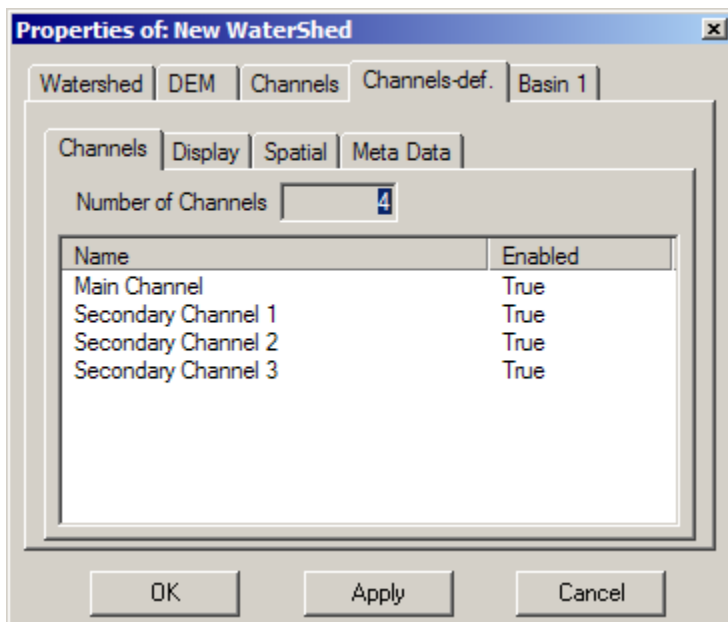 Properties of: New WaterShed
Watershed DEM Channels Channels-def. Basin 1
Channels Display Spatial Meta Data
Number of Channels 4
Name Enabled
Main Channel True
Secondary Channel 1 True
Secondary Channel 2 True
Secondary Channel 3 True
OK Apply Cancel